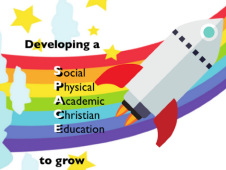 Developing a
Social
Physical
Academic
Christian
Education
to grow